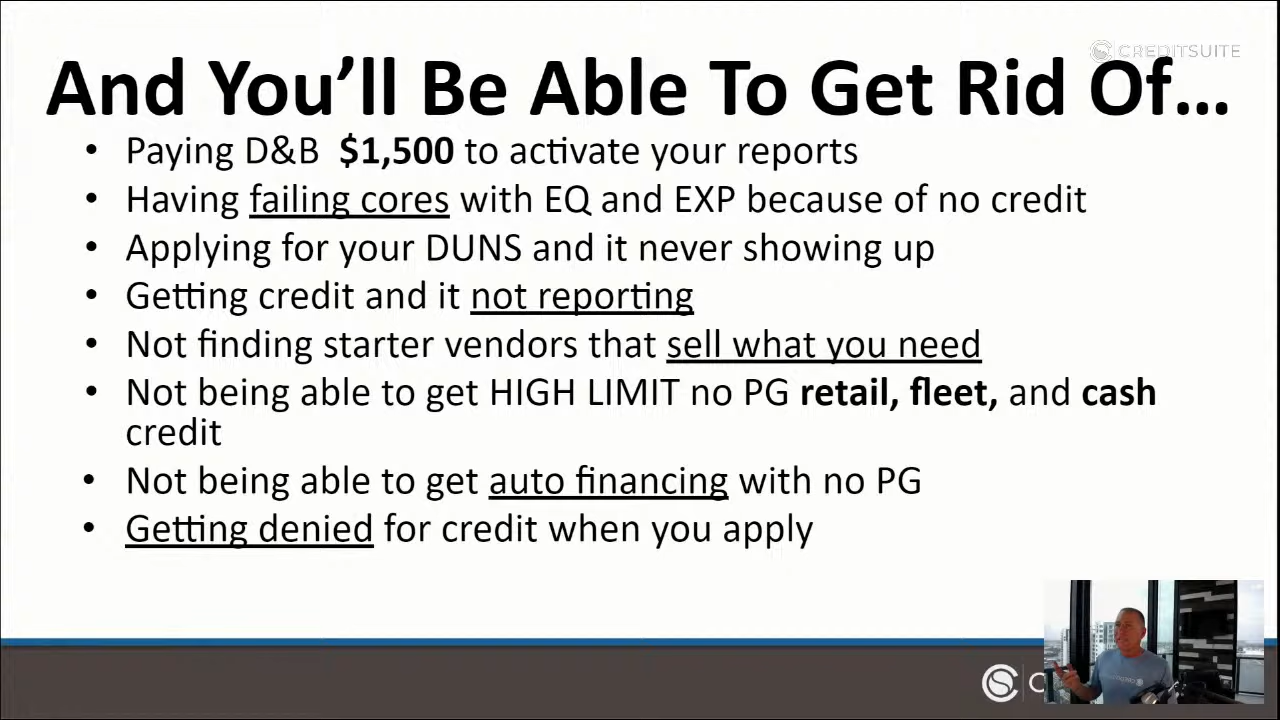 CREDITSUITE
And You'll Be Able To Get Rid Of...
• Paying D&B $1,500 to activate your reports
• Having failing cores with EQ and EXP because of no credit
• Applying for your DUNS and it never showing up
• Getting credit and it not reporting
• Not finding starter vendors that sell what you need
• Not being able to get HIGH LIMIT no PG retail, fleet, and cash
credit
• Not being able to get auto financing with no PG
• Getting denied for credit when you apply